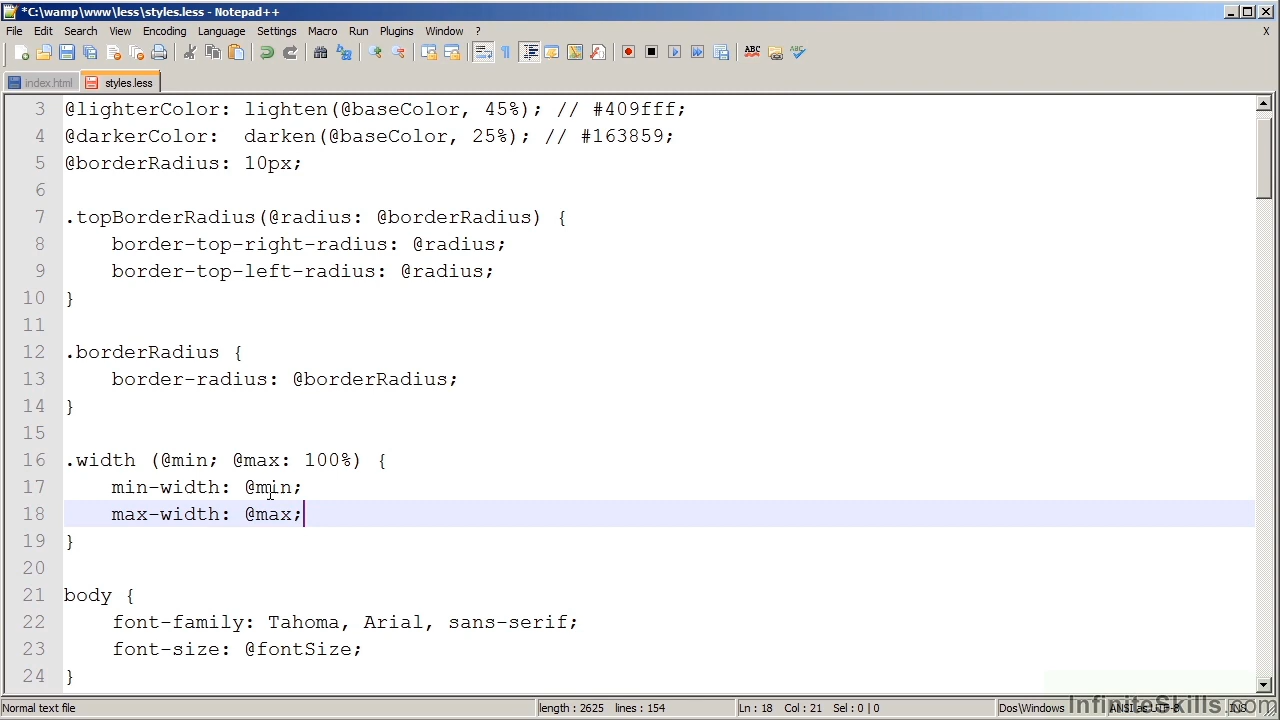 *C:\wamp\www\less\styles.less - Notepad++
File Edit Search View Encoding Language Settings Macro Run Plugins Window ? X
index.html styles.less
3 @lighterColor: lighten(@baseColor, 45%); // #409fff;
4 @darkerColor:  darken(@baseColor, 25%); // #163859;
5 @borderRadius: 10px;
6
7 .topBorderRadius(@radius: @borderRadius) {
8     border-top-right-radius: @radius;
9     border-top-left-radius: @radius;
10 }
11
12 .borderRadius {
13     border-radius: @borderRadius;
14 }
15
16 .width (@min; @max: 100%) {
17     min-width: @min;
18     max-width: @max;
19 }
20
21 body {
22     font-family: Tahoma, Arial, sans-serif;
23     font-size: @fontSize;
24 }
Normal text file length : 2625 lines : 154 Ln : 18 Col : 21 Sel : 0 | 0 Dos\Windows ANSI as UTF-8 INS
InfiniteSkills.com